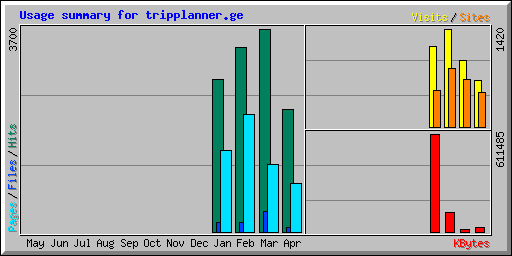 Usage summary for tripplanner.ge
Visits/Sites
3700
1420
Pages/Files/Hits
611485
May Jun Jul Aug Sep Oct Nov Dec Jan Feb Mar Apr
KBytes